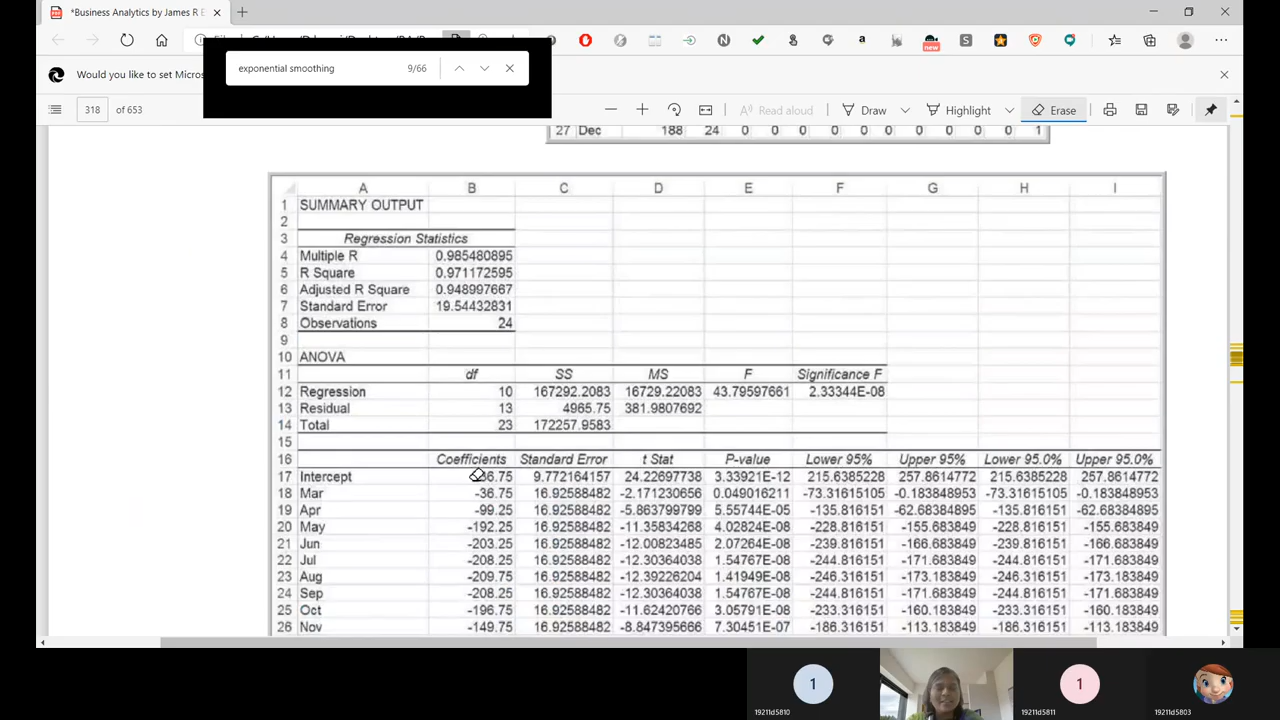 *Business Analytics by James R E
exponential smoothing 9/66
Would you like to set Micros
318 of 653
Read aloud Draw Highlight Erase
new
27 Dec 188 24 0 0 0 0 0 0 0 0 0 1
A B C D E F G H I
1 SUMMARY OUTPUT
2
3 Regression Statistics
4 Multiple R 0.985480895
5 R Square 0.971172595
6 Adjusted R Square 0.948997667
7 Standard Error 19.54432831
8 Observations 24
9
10 ANOVA
11 df SS MS F Significance F
12 Regression 10 167292.2083 16729.22083 43.79597661 2.33344E-08
13 Residual 13 4965.75 381.9807692
14 Total 23 172257.9583
15
16 Coefficients Standard Error t Stat P-value Lower 95% Upper 95% Lower 95.0% Upper 95.0%
17 Intercept 9.772164157 24.22697738 3.33921E-12 215.6385228 257.8614772 215.6385228 257.8614772
18 Mar -36.75 16.92588482 -2.171230656 0.049016211 -73.31615105 -0.183848953 -73.31615105 -0.183848953
19 Apr -99.25 16.92588482 -5.863799799 5.55744E-05 -135.816151 -62.68384895 -135.816151 -62.68384895
20 May -192.25 16.92588482 -11.35834268 4.02824E-08 -228.816151 -155.683849 -228.816151 -155.683849
21 Jun -203.25 16.92588482 -12.00823485 2.07264E-08 -239.816151 -166.683849 -239.816151 -166.683849
22 Jul -208.25 16.92588482 -12.30364038 1.54767E-08 -244.816151 -171.683849 -244.816151 -171.683849
23 Aug -209.75 16.92588482 -12.39226204 1.41949E-08 -246.316151 -173.183849 -246.316151 -173.183849
24 Sep -208.25 16.92588482 -12.30364038 1.54767E-08 -244.816151 -171.683849 -244.816151 -171.683849
25 Oct -196.75 16.92588482 -11.62420766 3.05791E-08 -233.316151 -160.183849 -233.316151 -160.183849
26 Nov -149.75 16.92588482 -8.847395666 7.30451E-07 -186.316151 -113.183849 -186.316151 -113.183849
1 1
19211d5810 19211d5811 19211d5803